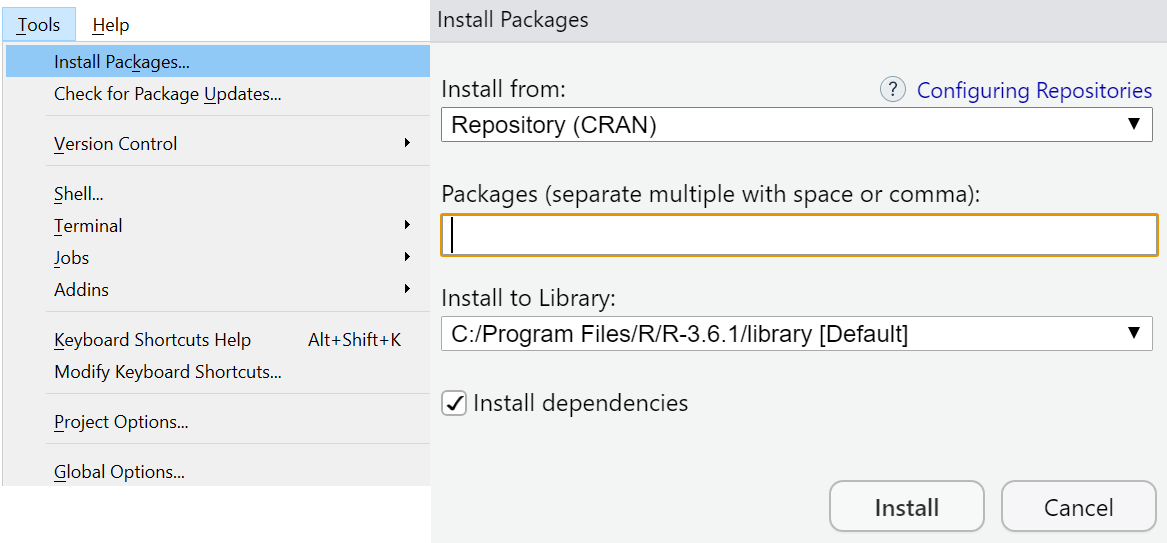 Tools Help
Install Packages...
Check for Package Updates...
Version Control
Shell...
Terminal
Jobs
Addins
Keyboard Shortcuts Help Alt+Shift+K
Modify Keyboard Shortcuts...
Project Options...
Global Options...
Install Packages
Install from:
? Configuring Repositories
Repository (CRAN)
Packages (separate multiple with space or comma):
Install to Library:
C:/Program Files/R/R-3.6.1/library [Default]
Install dependencies
Install Cancel